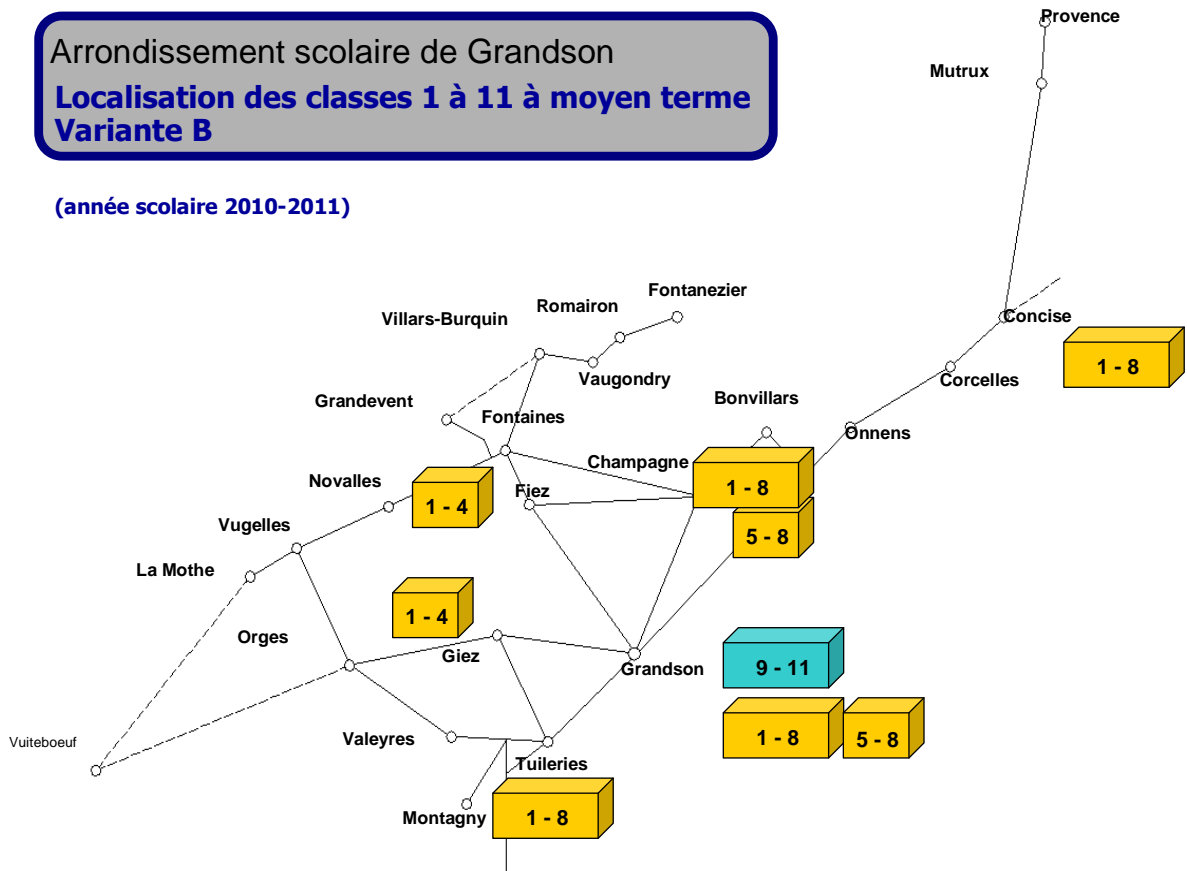 Provence
Arrondissement scolaire de Grandson
Mutrux
Localisation des classes 1 à 11 à moyen terme
Variante B
(année scolaire 2010-2011)
Fontanezier
Romairon
Villars-Burquin
Concise
1 - 8
Vaugondry
Corcelles
Grandevent
Bonvillars
Fontaines
Onnens
Champagne
Novalles
1 - 8
Fiez
1 - 4
Vugelles
5 - 8
La Mothe
1 - 4
Orges
Giez
Grandson
9 - 11
Vuiteboeuf
Valeyres
1 - 8
5 - 8
Tuileries
Montagny
1 - 8